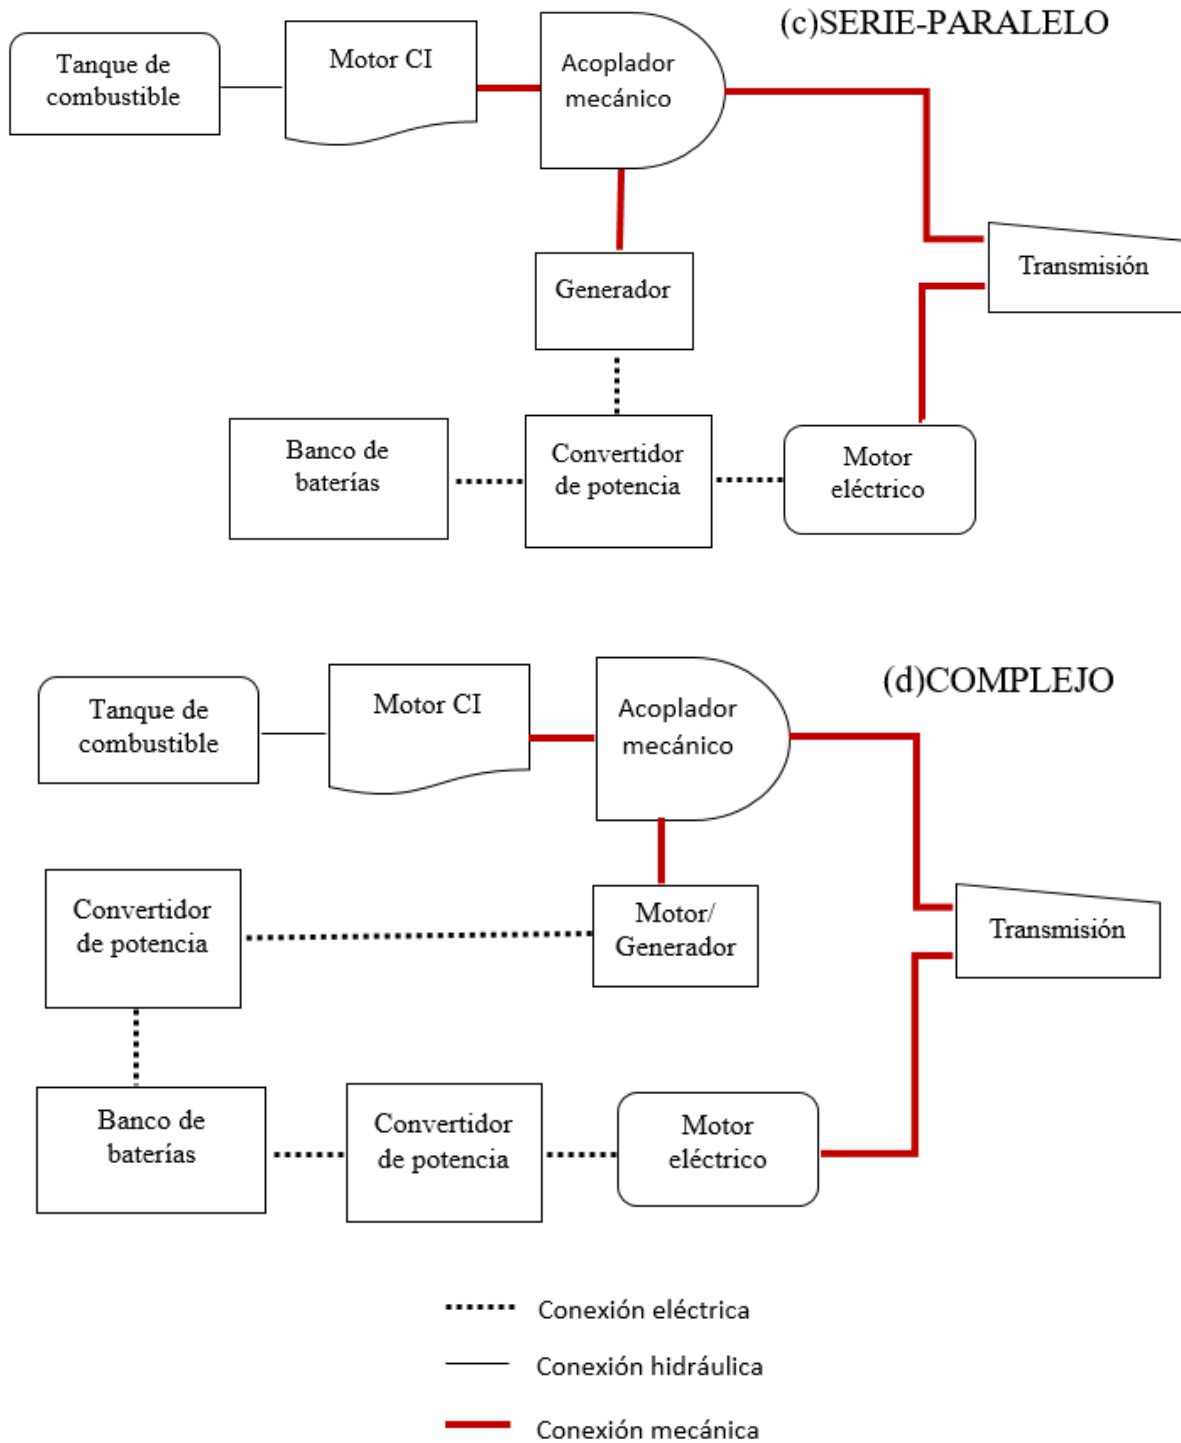 (c)SERIE-PARALELO
Tanque de
combustible
Motor CI
Acoplador
mecánico
Transmisión
Generador
Banco de
baterías
Convertidor
de potencia
Motor
eléctrico
(d)COMPLEJO
Tanque de
combustible
Motor CI
Acoplador
mecánico
Convertidor
de potencia
Motor/
Generador
Transmisión
Banco de
baterías
Convertidor
de potencia
Motor
eléctrico
Conexión eléctrica
Conexión hidráulica
Conexión mecánica